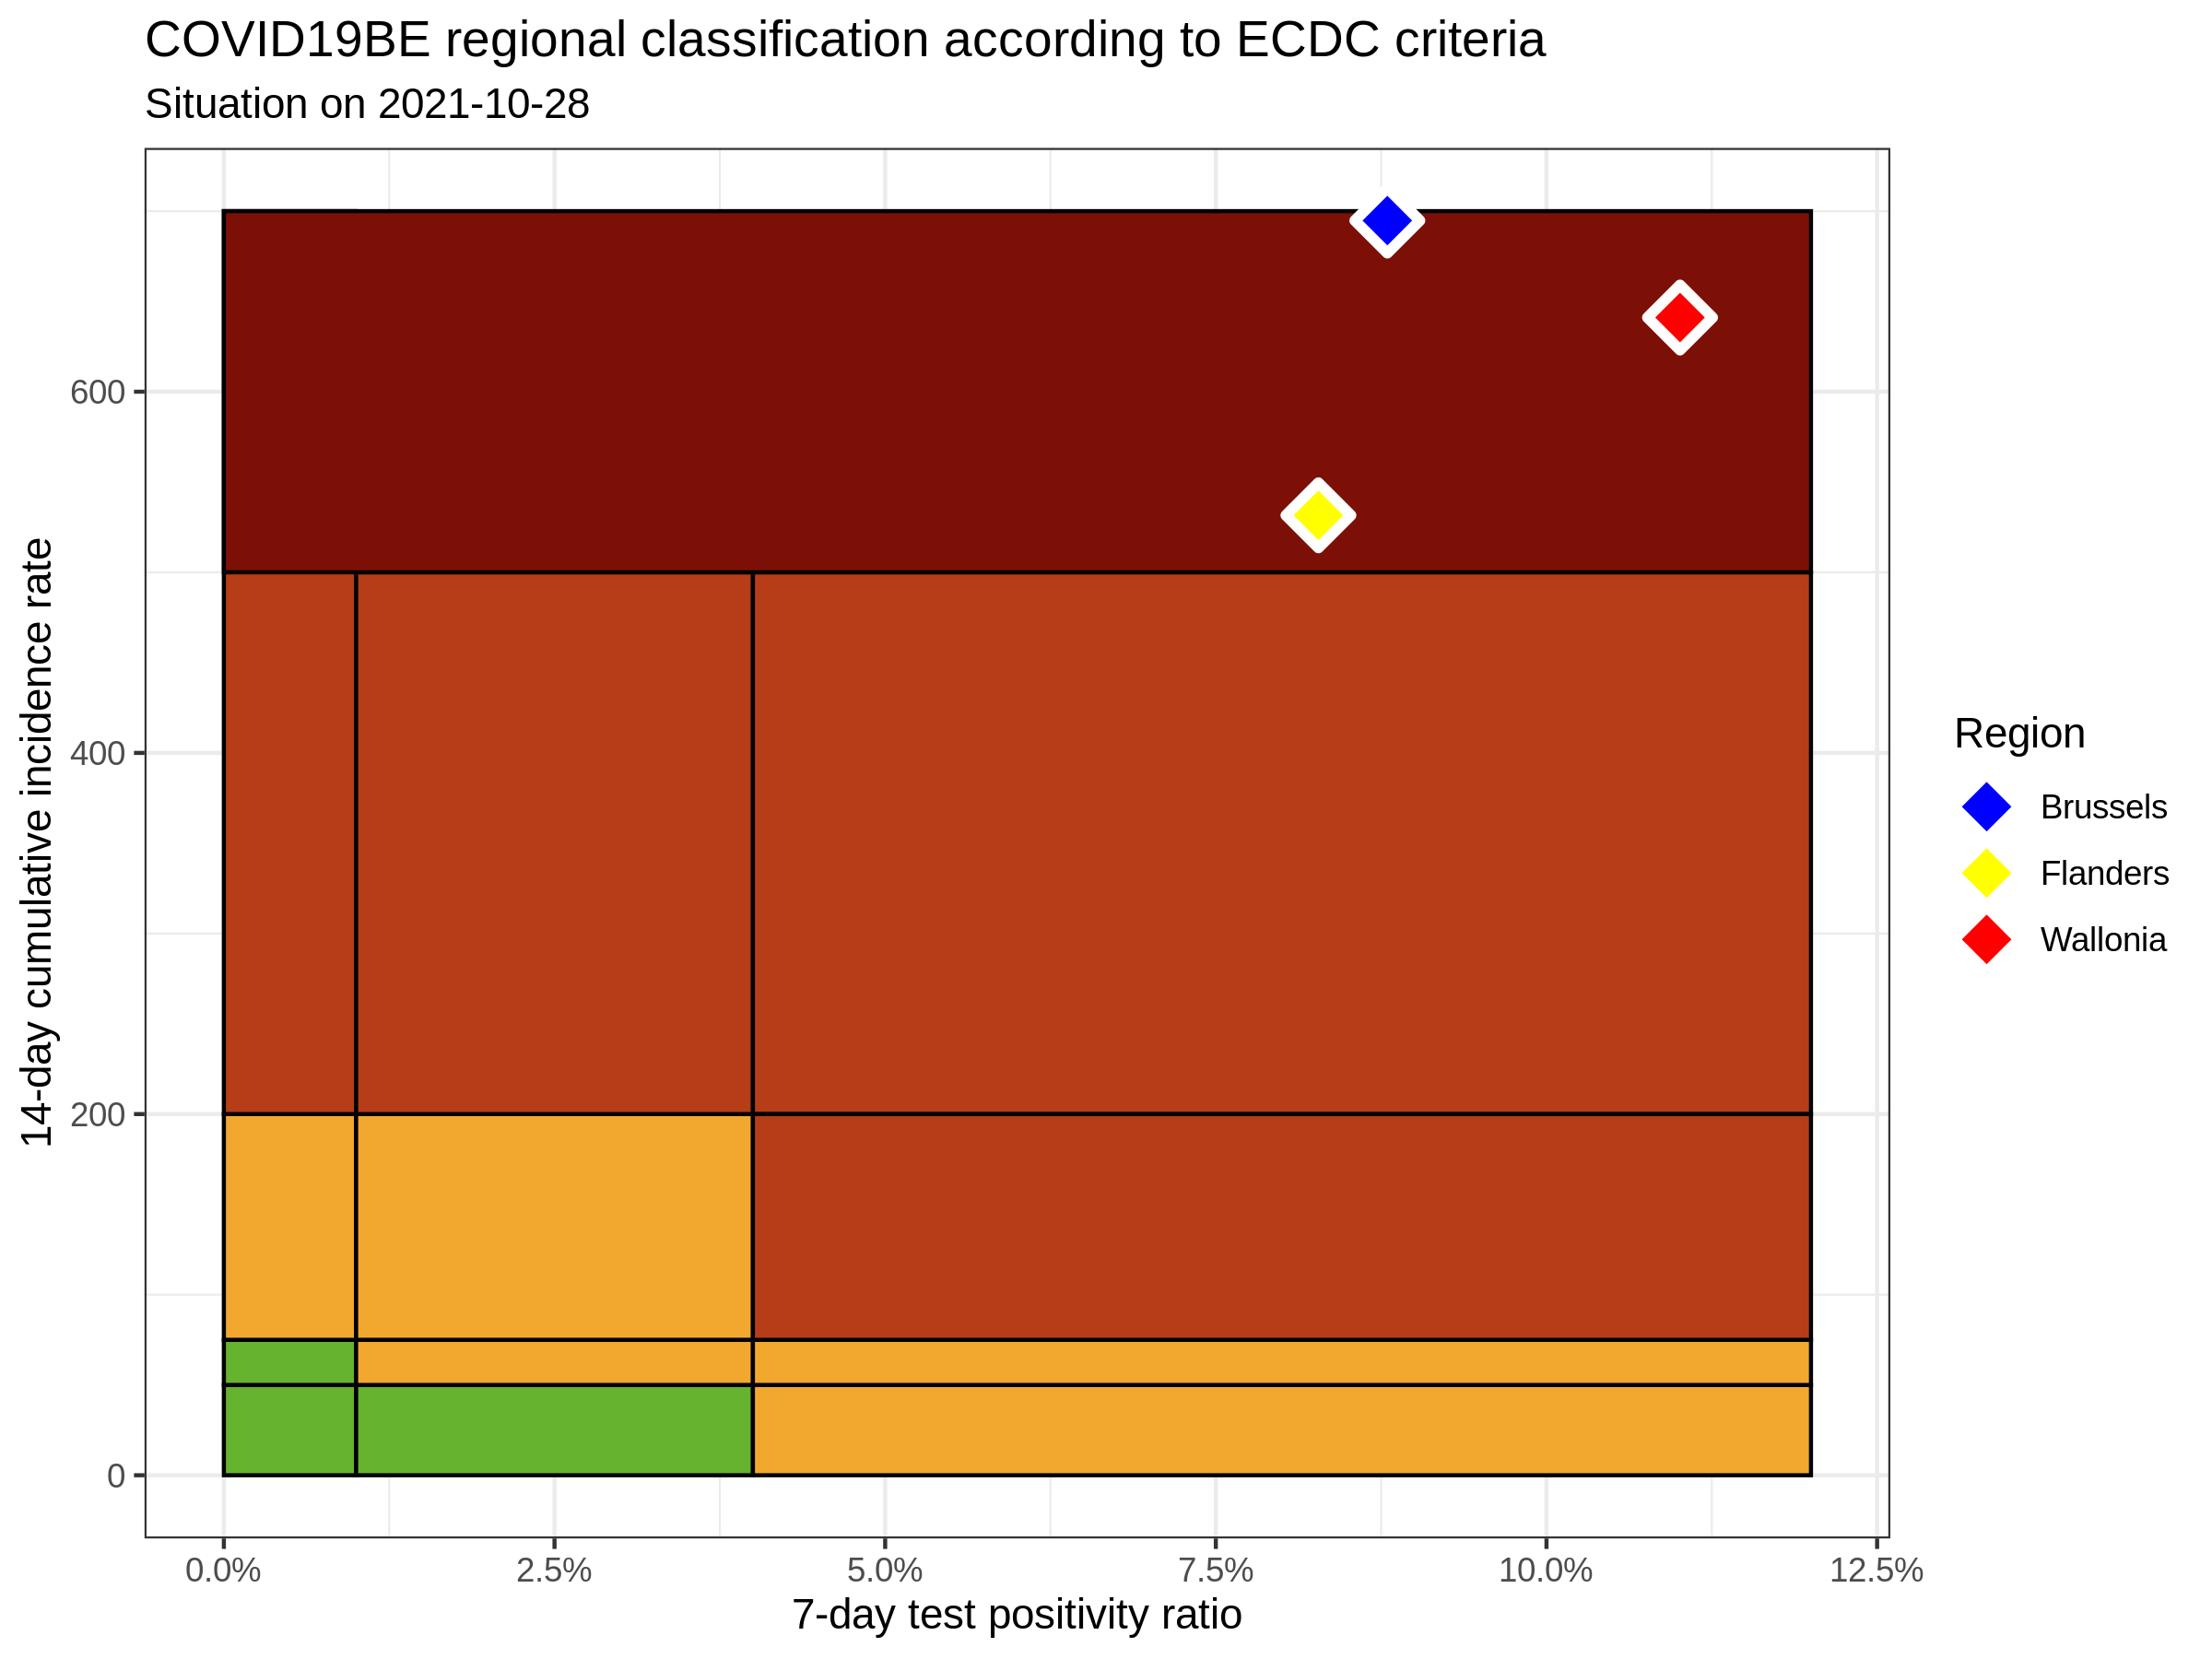 COVID19BE regional classification according to ECDC criteria
Situation on 2021-10-28
14-day cumulative incidence rate
600
400
200
0
0.0%
2.5%
5.0%
7.5%
10.0%
12.5%
7-day test positivity ratio
Region
Brussels
Flanders
Wallonia